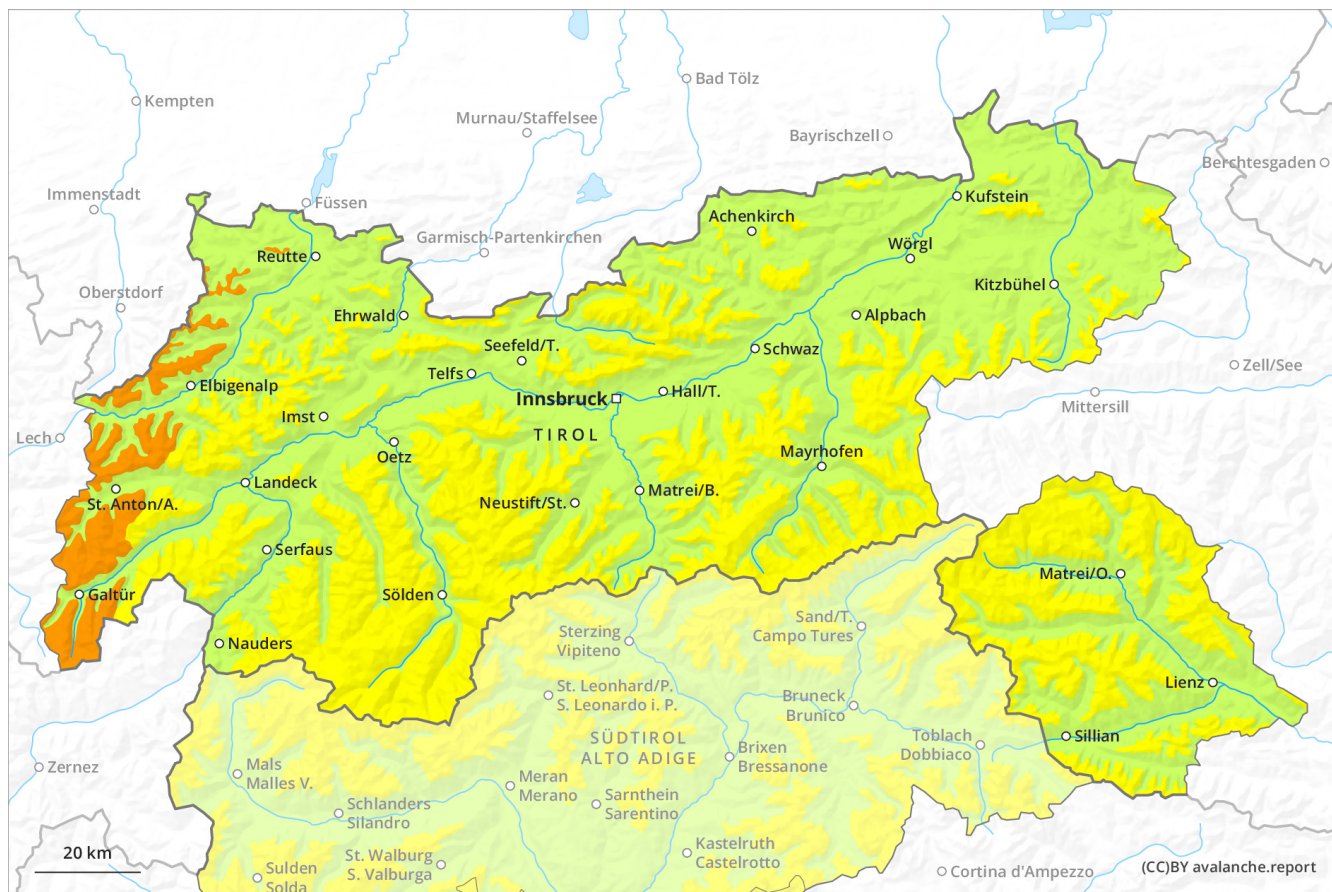 Bad Tölz
Kempten
Murnau/Staffelsee
Bayrischzell
Berchtesgaden
Immenstadt
Füssen
Kufstein
Achenkirch
Garmisch-Partenkirchen
Wörgl
Reutte
Oberstdorf
Kitzbühel
Ehrwald
Alpbach
Seefeld/T.
Schwaz
Zell/See
Telfs
Elbigenalp
Hall/T.
Innsbruck
Mittersill
Imst
Lech
TIROL
Oetz
Mayrhofen
Landeck
Matrei/B.
St. Anton/A.
Neustift/St.
Serfaus
Matrei/O.
Galtür
Sölden
Sand/T.
Campo Tures
Sterzing
Vipiteno
Nauders
Lienz
St. Leonhard/P.
S. Leonardo i. P.
Bruneck
Brunico
SÜDTIROL
ALTO ADIGE
Toblach
Dobbiaco
Sillian
Brixen
Bressanone
Zernez
Mals
Malles V.
Meran
Merano
Sarnthein
Sarentino
Schlanders
Silandro
Kastelruth
Castelrotto
20 km
St. Walburg
S. Valburga
Sulden
Solda
Cortina d'Ampezzo
(CC)BY avalanche.report